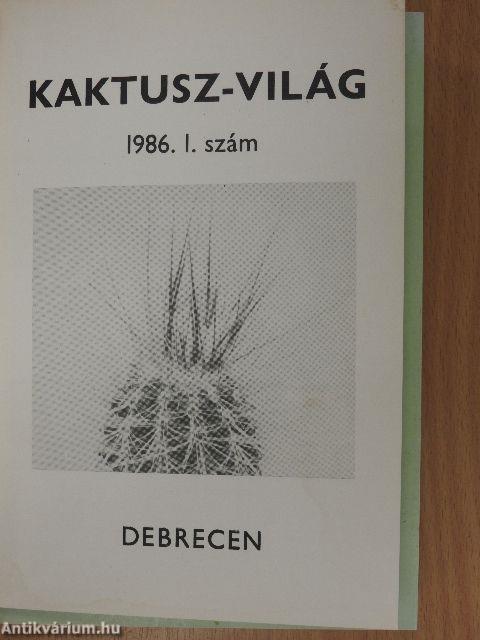 KAKTUSZ-VILÁG
1986. I. szám
DEBRECEN
Antikvárium.hu